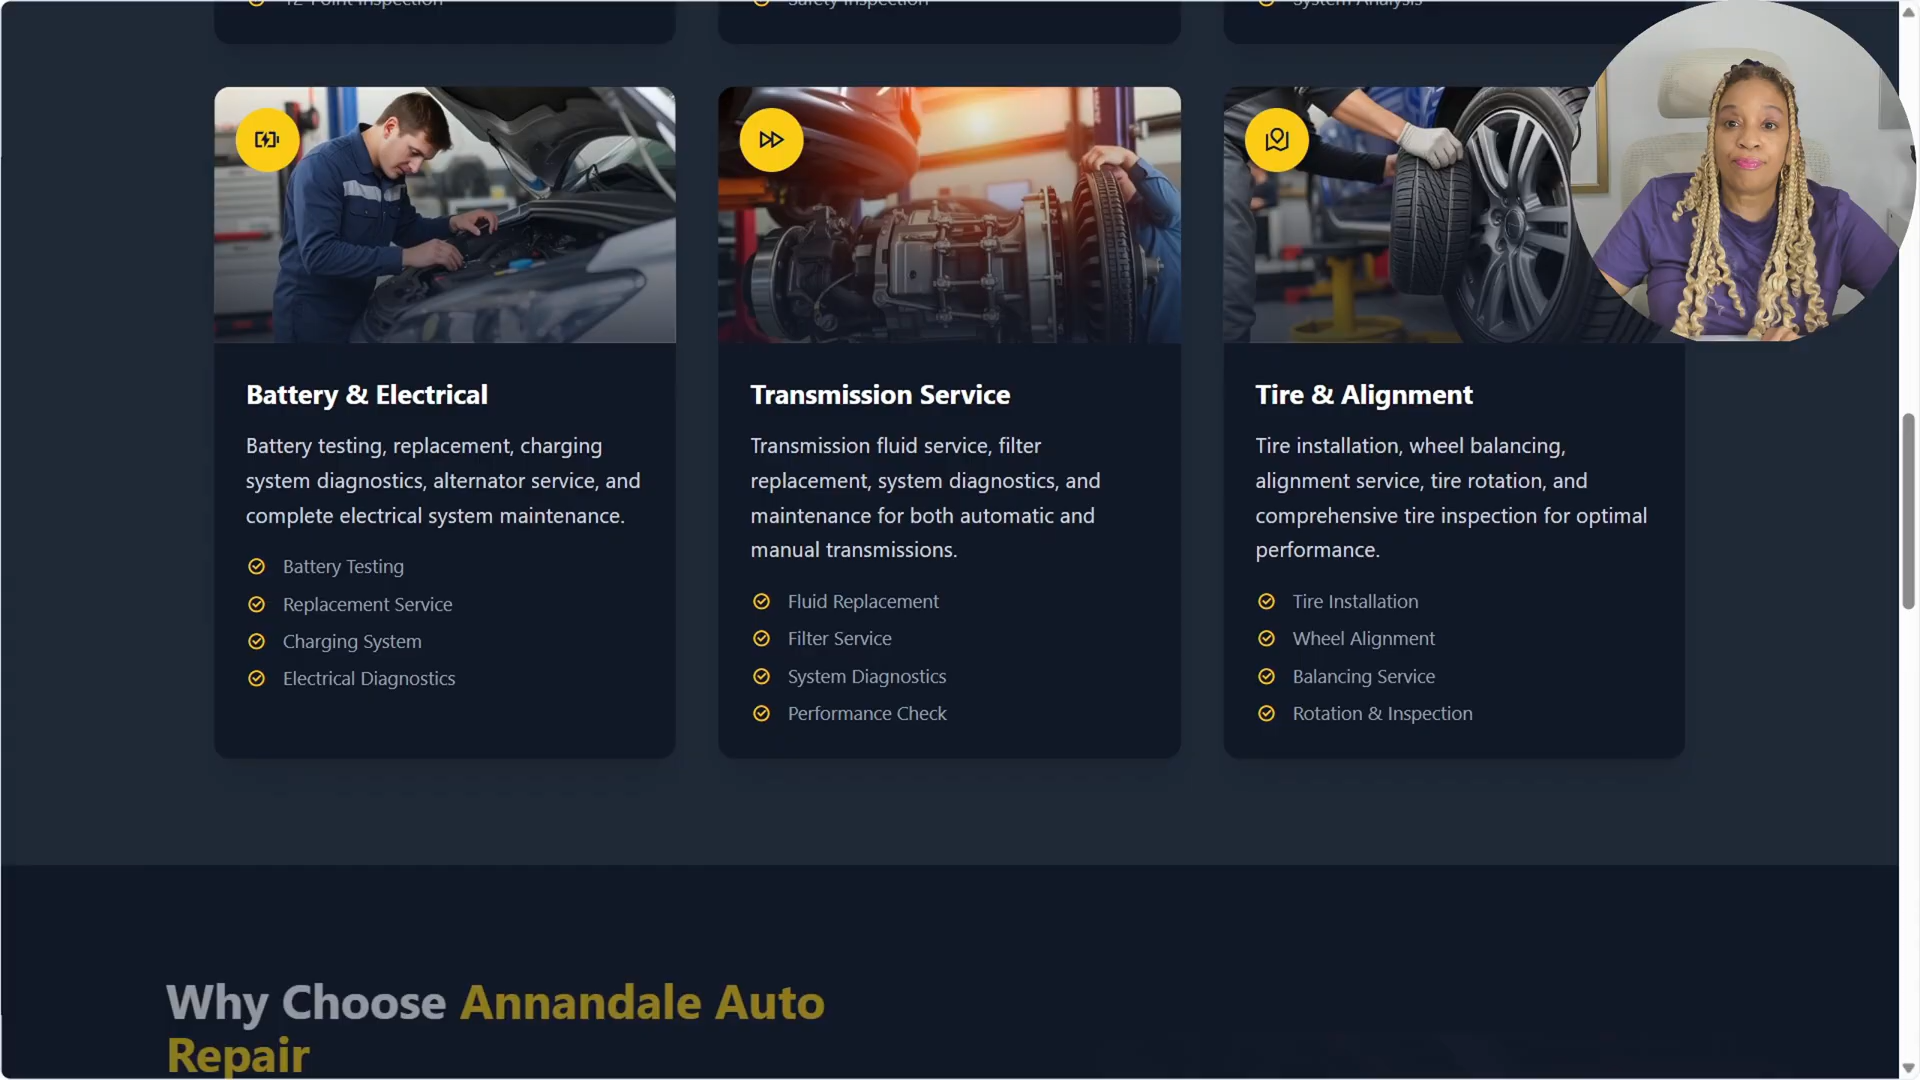 12-Point Inspection
Safety Inspection
System Analysis
Battery & Electrical
Battery testing, replacement, charging
system diagnostics, alternator service, and
complete electrical system maintenance.
Battery Testing
Replacement Service
Charging System
Electrical Diagnostics
Transmission Service
Transmission fluid service, filter
replacement, system diagnostics, and
maintenance for both automatic and
manual transmissions.
Fluid Replacement
Filter Service
System Diagnostics
Performance Check
Tire & Alignment
Tire installation, wheel balancing,
alignment service, tire rotation, and
comprehensive tire inspection for optimal
performance.
Tire Installation
Wheel Alignment
Balancing Service
Rotation & Inspection
Why Choose Annandale Auto
Repair